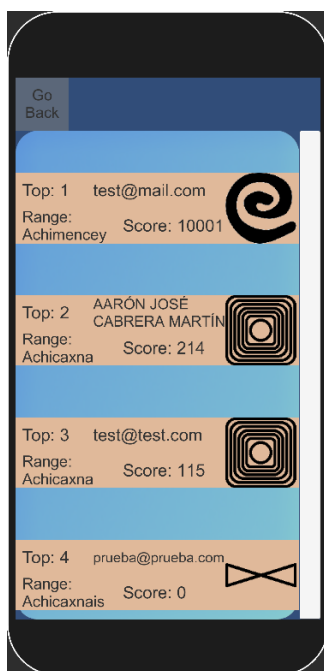 Go
Back
Top: 1 test@mail.com
Range:
Achimencey Score: 10001
Top: 2 AARÓN JOSÉ
CABRERA MARTÍN
Range:
Achicaxna Score: 214
Top: 3 test@test.com
Range:
Achicaxna Score: 115
Top: 4 prueba@prueba.com
Range:
Achicaxnais Score: 0